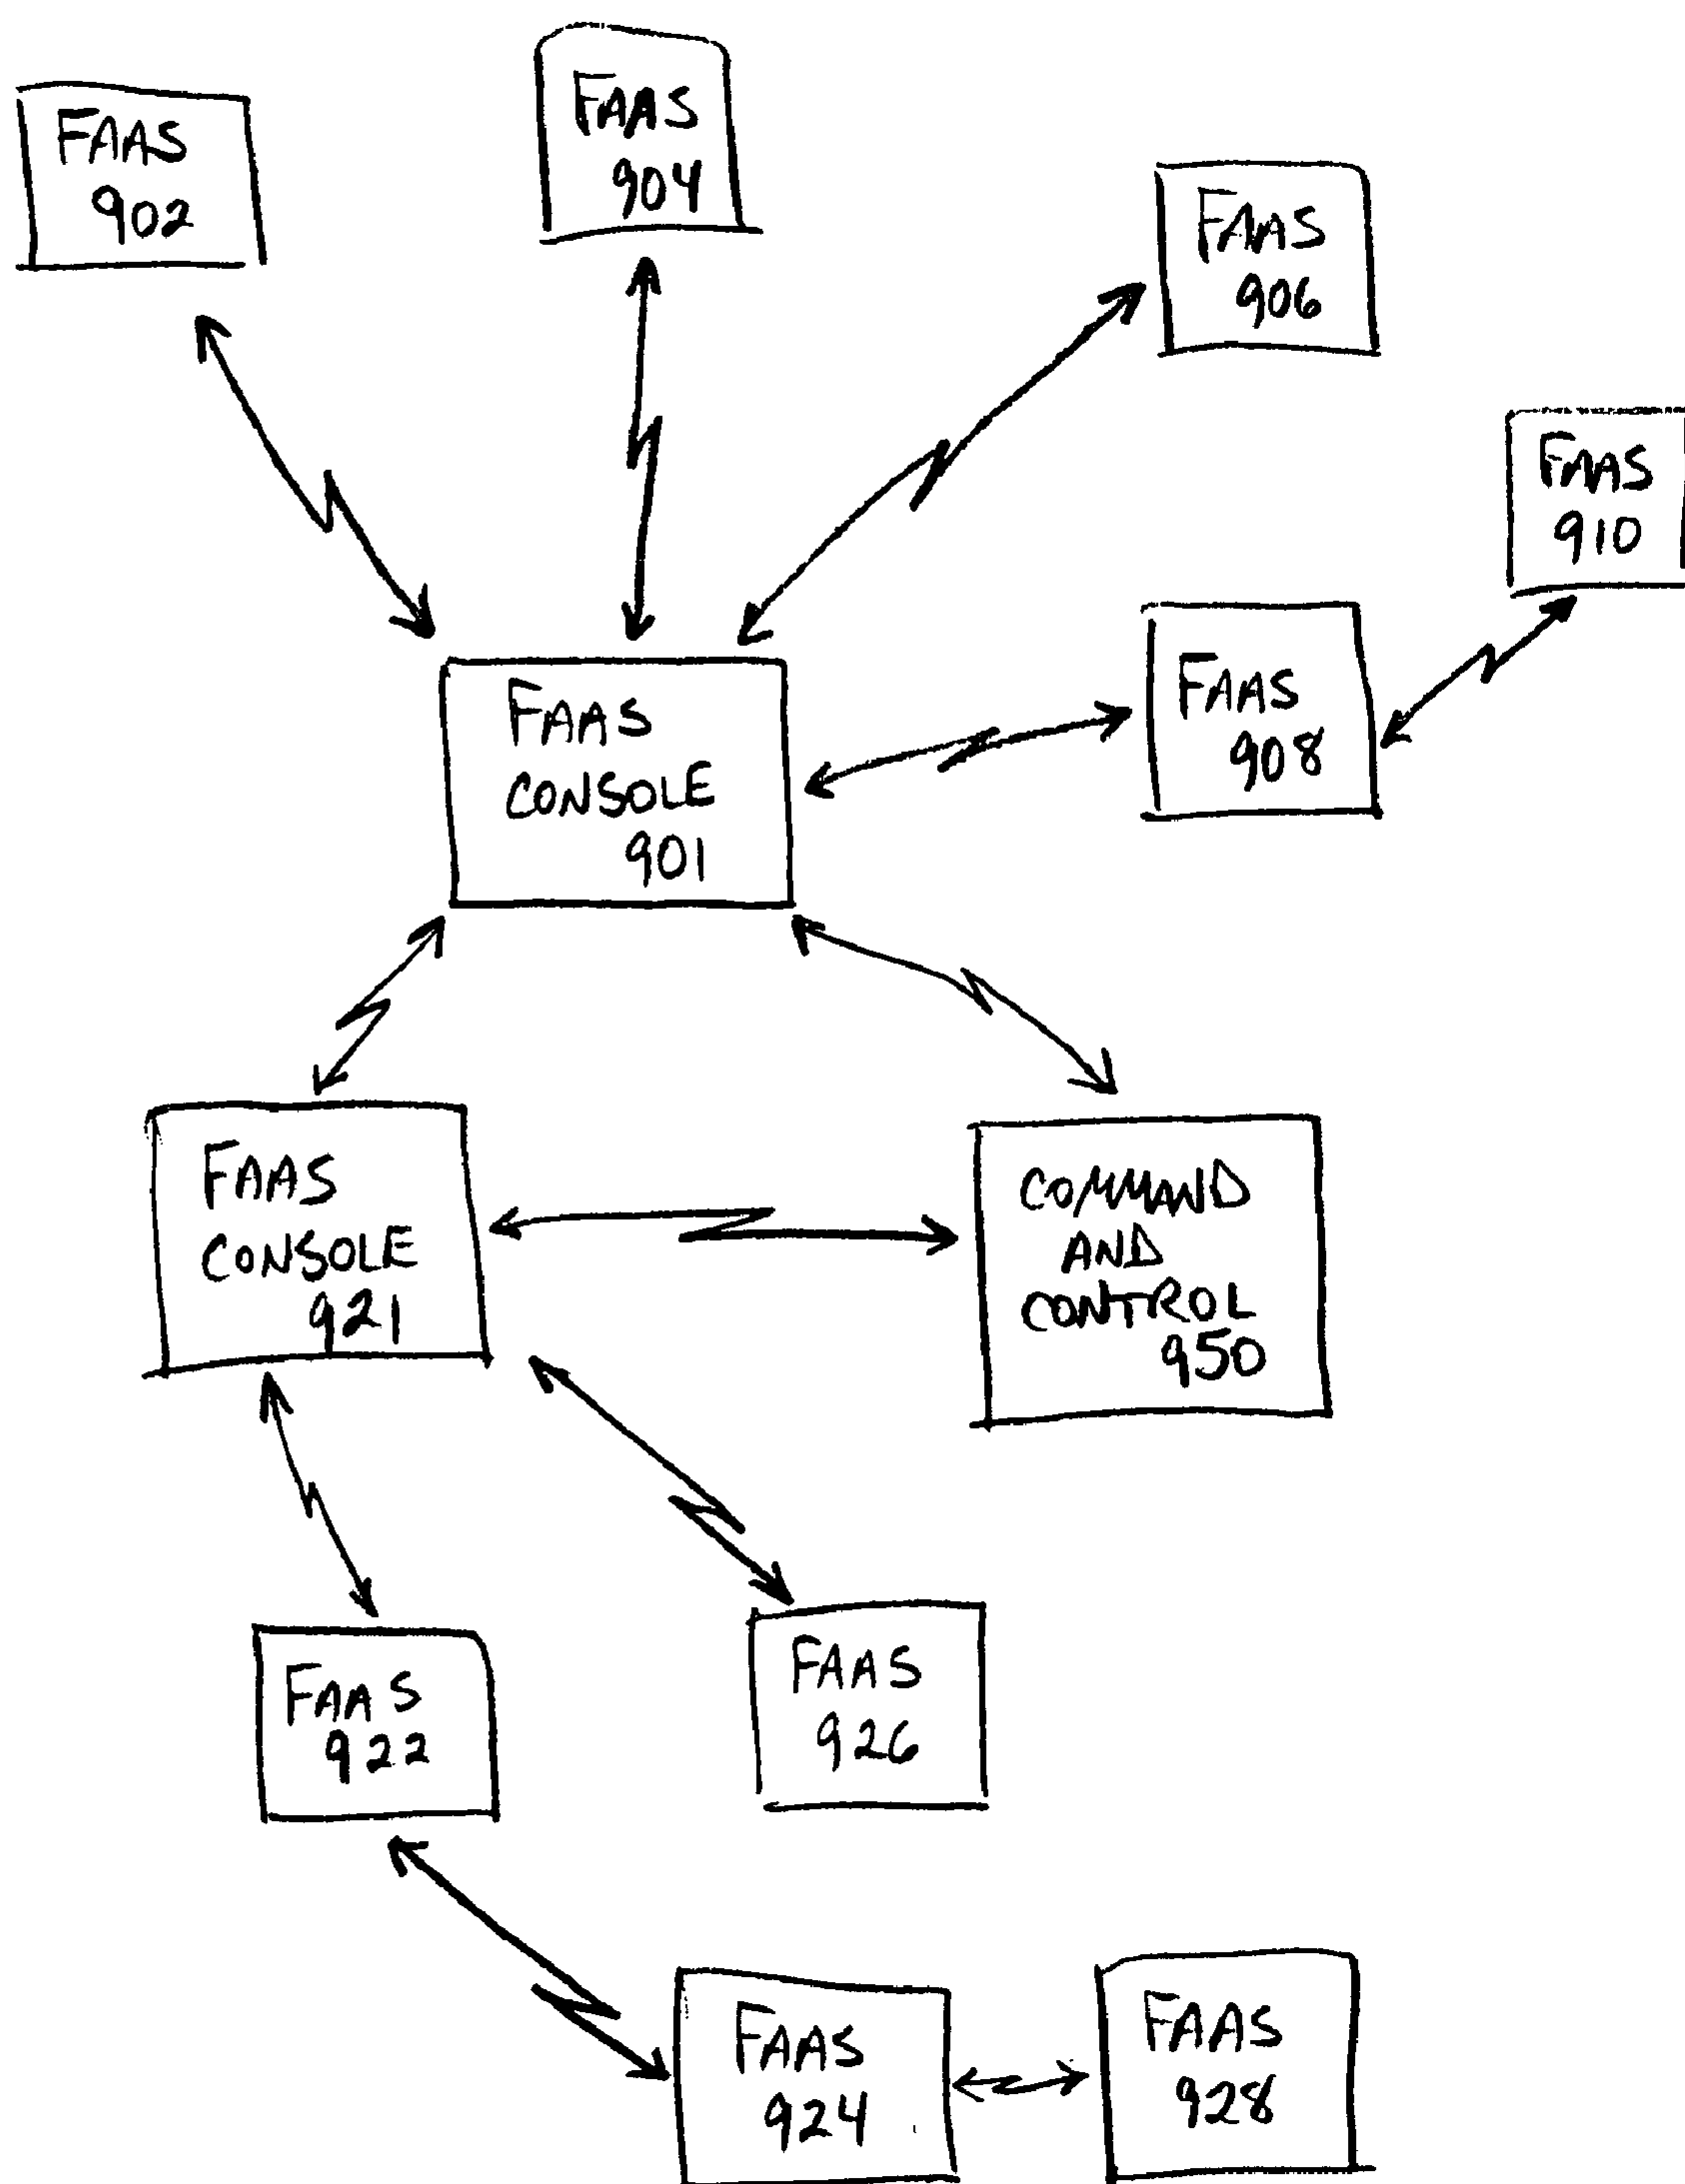 FAAS
902
FAAS
904
FAAS
906
FAAS
910
FAAS
908
FAAS
CONSOLE
901
FAAS
CONSOLE
921
COMMAND
AND
CONTROL
950
FAAS
922
FAAS
926
FAAS
924
FAAS
928